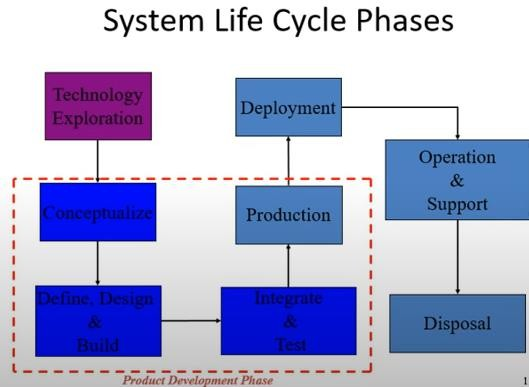 System Life Cycle Phases
Technology
Exploration
Conceptualize
Define, Design
&
Build
Integrate
&
Test
Production
Deployment
Operation
&
Support
Disposal
Product Development Phase
1